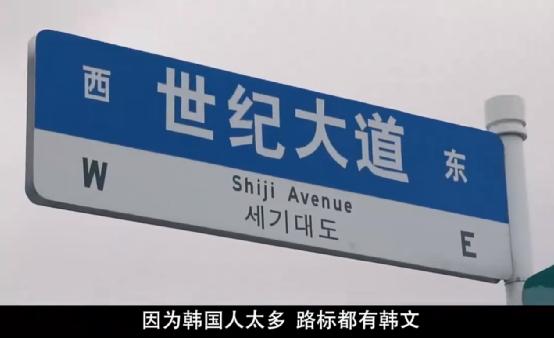 西 世纪大道 东
W Shiji Avenue E
세기대도
因为韩国人太多 路标都有韩文